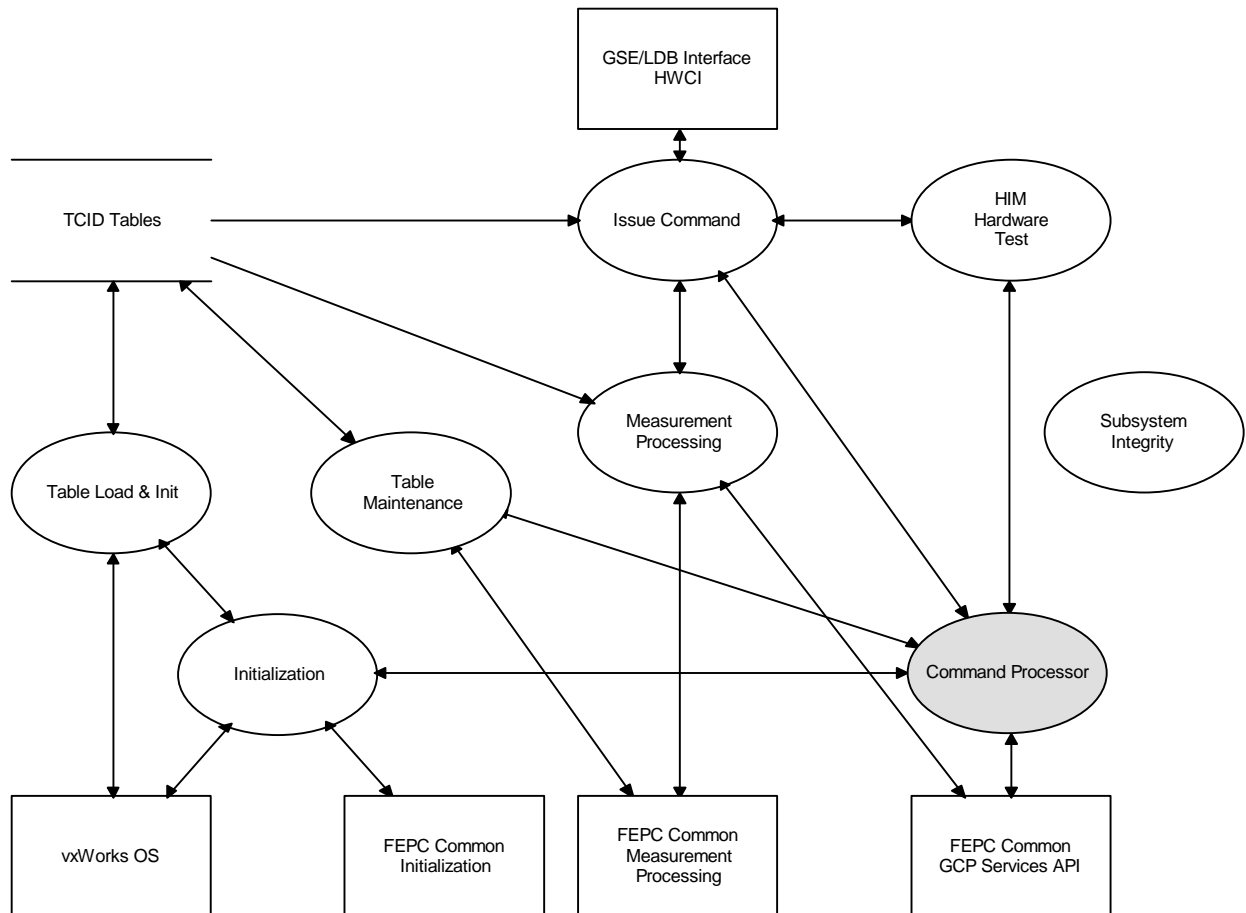 GSE/LDB Interface
HWCI
TCID Tables
Issue Command
HIM
Hardware
Test
Measurement
Processing
Subsystem
Integrity
Table Load & Init
Table
Maintenance
Initialization
Command Processor
vxWorks OS
FEPC Common
Initialization
FEPC Common
Measurement
Processing
FEPC Common
GCP Services API